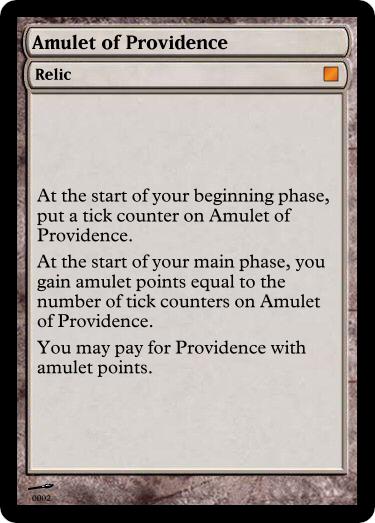 Amulet of Providence
Relic
At the start of your beginning phase,
put a tick counter on Amulet of
Providence.
At the start of your main phase, you
gain amulet points equal to the
number of tick counters on Amulet
of Providence.
You may pay for Providence with
amulet points.
0002